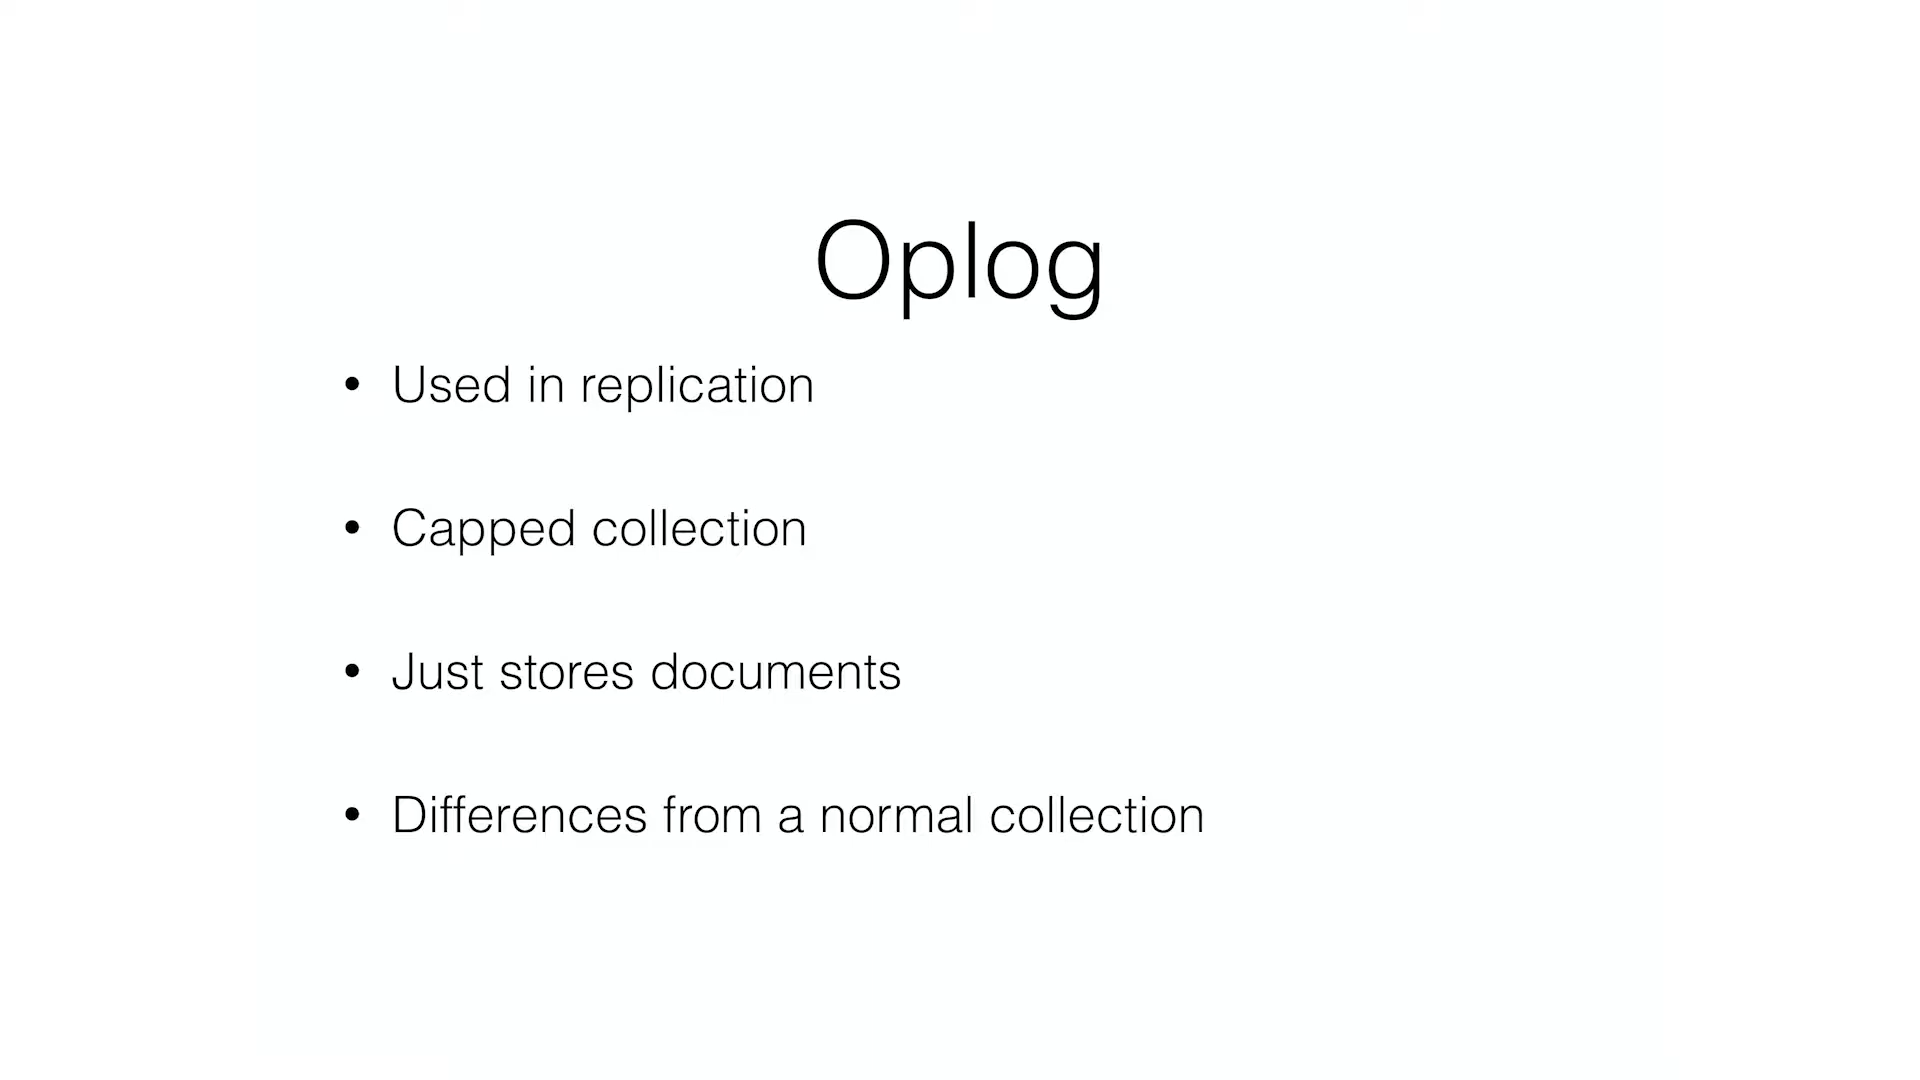 Oplog
• Used in replication
• Capped collection
• Just stores documents
• Differences from a normal collection